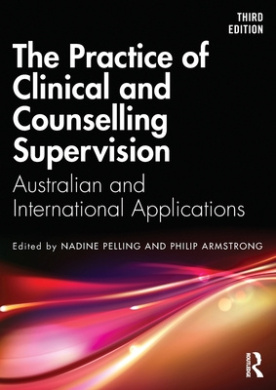 THIRD
EDITION
The Practice of
Clinical and
Counselling
Supervision
Australian and
International Applications
Edited by NADINE PELLING AND PHILIP ARMSTRONG
Routledge